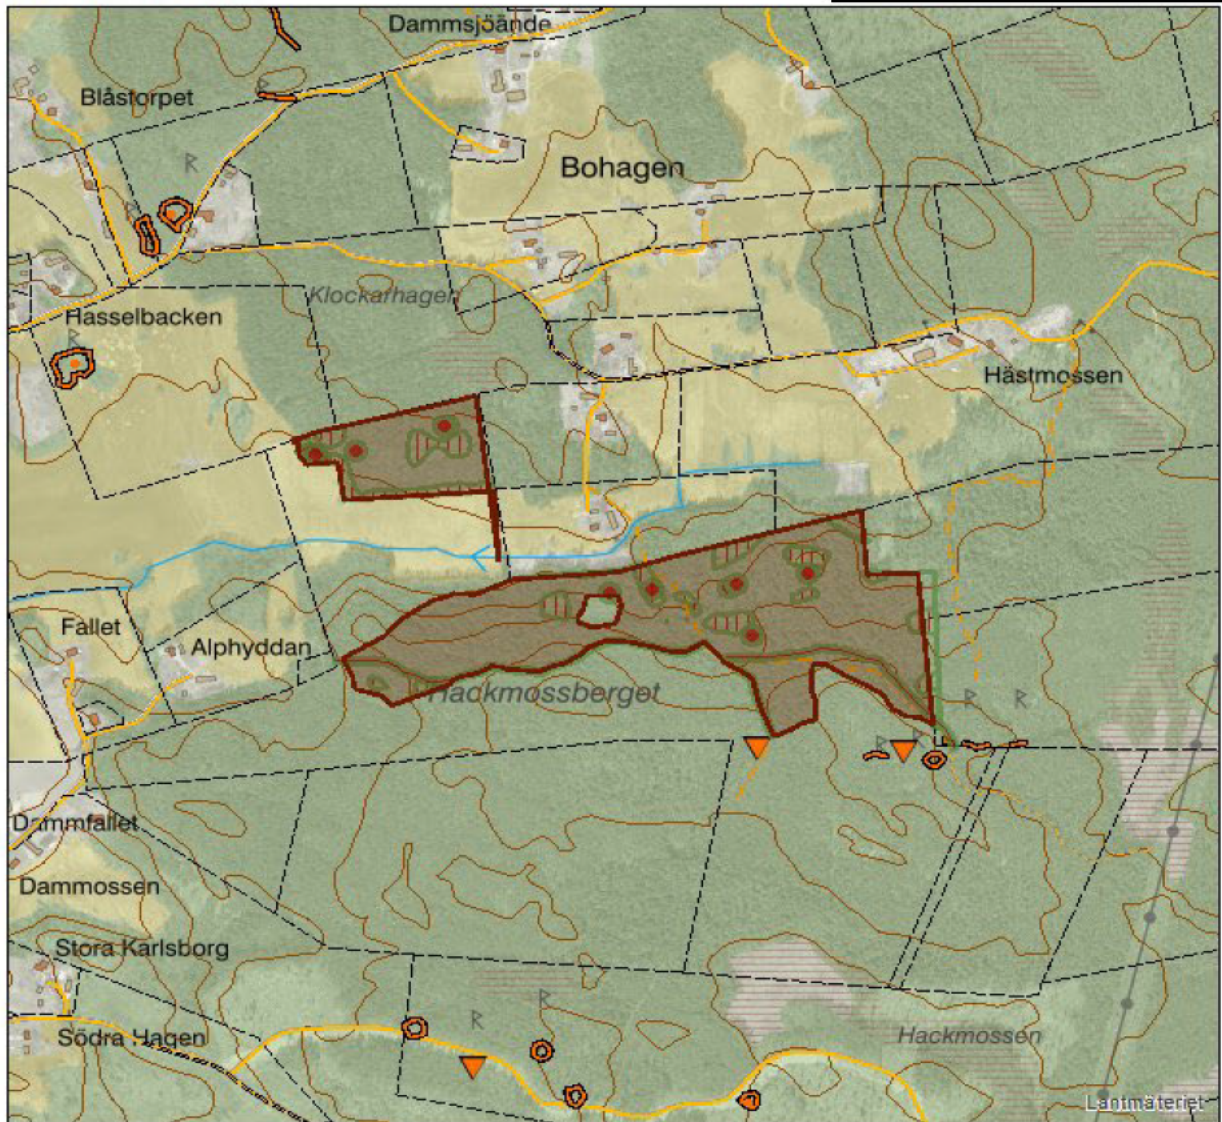 Dammsjöände
Blåstorpet
R
Bohagen
Klockarhagen
Hasselbacken
R
Hästmossen
Fallet
Alphyddan
Hackmossberget
R
R
R
R
Dammfallet
Dammossen
Stora Karlsborg
R
R
Södra Hagen
Hackmossen
Lantmäteriet